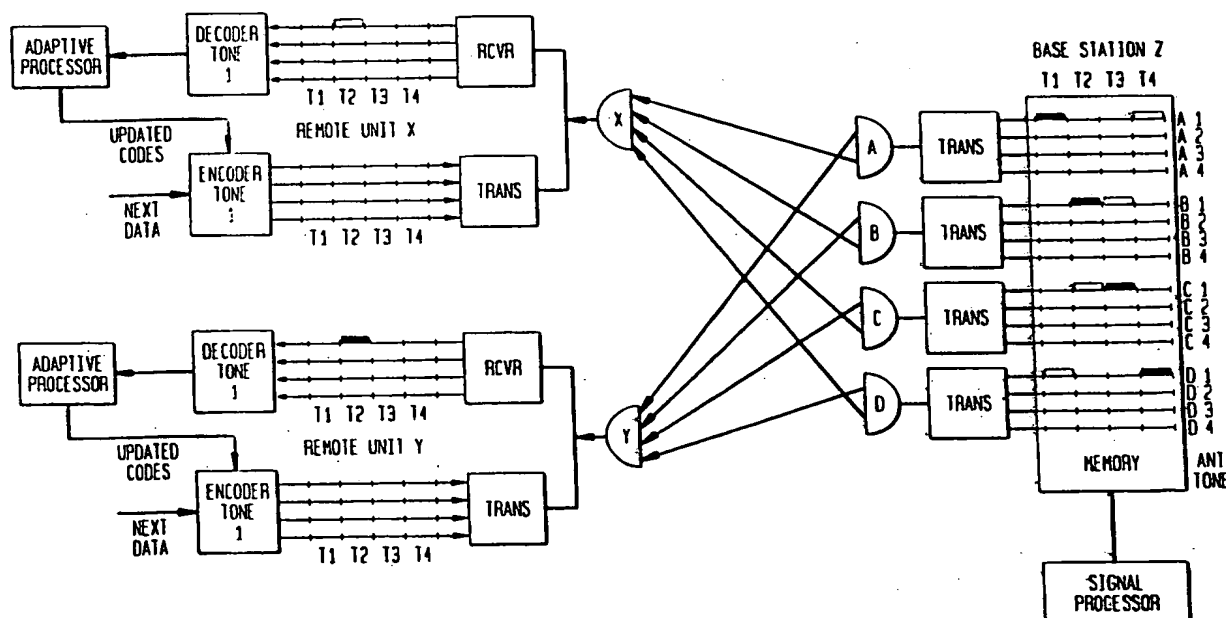 ADAPTIVE
PROCESSOR
DECODER
TONE
1
T1 T2 T3 T4
RCVR
REMOTE UNIT X
UPDATED
CODES
ENCODER
TONE
1
NEXT
DATA
T1 T2 T3 T4
TRANS
X
ADAPTIVE
PROCESSOR
DECODER
TONE
1
T1 T2 T3 T4
RCVR
REMOTE UNIT Y
UPDATED
CODES
ENCODER
TONE
1
NEXT
DATA
T1 T2 T3 T4
TRANS
Y
BASE STATION Z
T1 T2 T3 T4
A
TRANS
A 1
A 2
A 3
A 4
B
TRANS
B 1
B 2
B 3
B 4
C
TRANS
C 1
C 2
C 3
C 4
D
TRANS
D 1
D 2
D 3
D 4
MEMORY
ANT
TONE
SIGNAL
PROCESSOR